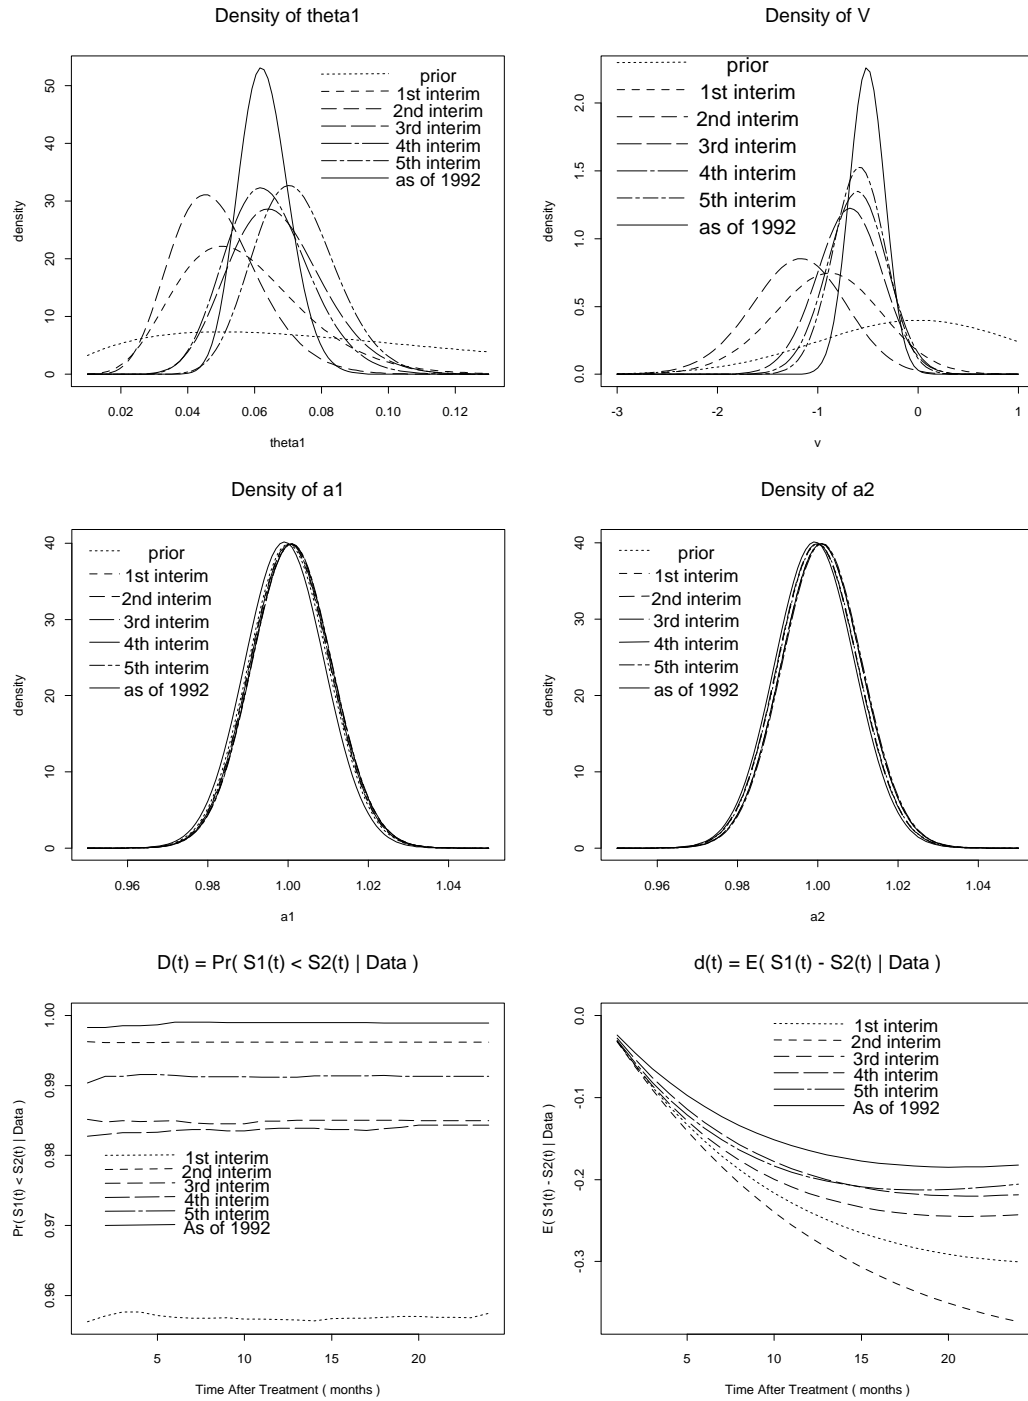 Density of theta1
density
0
10
20
30
40
50
prior
1st interim
2nd interim
3rd interim
4th interim
5th interim
as of 1992
0.02
0.04
0.06
0.08
0.10
0.12
theta1
Density of V
density
0.0
0.5
1.0
1.5
2.0
prior
1st interim
2nd interim
3rd interim
4th interim
5th interim
as of 1992
-3
-2
-1
0
1
v
Density of a1
density
0
10
20
30
40
prior
1st interim
2nd interim
3rd interim
4th interim
5th interim
as of 1992
0.96
0.98
1.00
1.02
1.04
a1
Density of a2
density
0
10
20
30
40
prior
1st interim
2nd interim
3rd interim
4th interim
5th interim
as of 1992
0.96
0.98
1.00
1.02
1.04
a2
D(t) = Pr( S1(t) < S2(t) | Data )
Pr( S1(t) < S2(t) | Data )
0.96
0.97
0.98
0.99
1.00
1st interim
2nd interim
3rd interim
4th interim
5th interim
As of 1992
5
10
15
20
Time After Treatment ( months )
d(t) = E( S1(t) - S2(t) | Data )
E( S1(t) - S2(t) | Data )
-0.3
-0.2
-0.1
0.0
1st interim
2nd interim
3rd interim
4th interim
5th interim
As of 1992
5
10
15
20
Time After Treatment ( months )